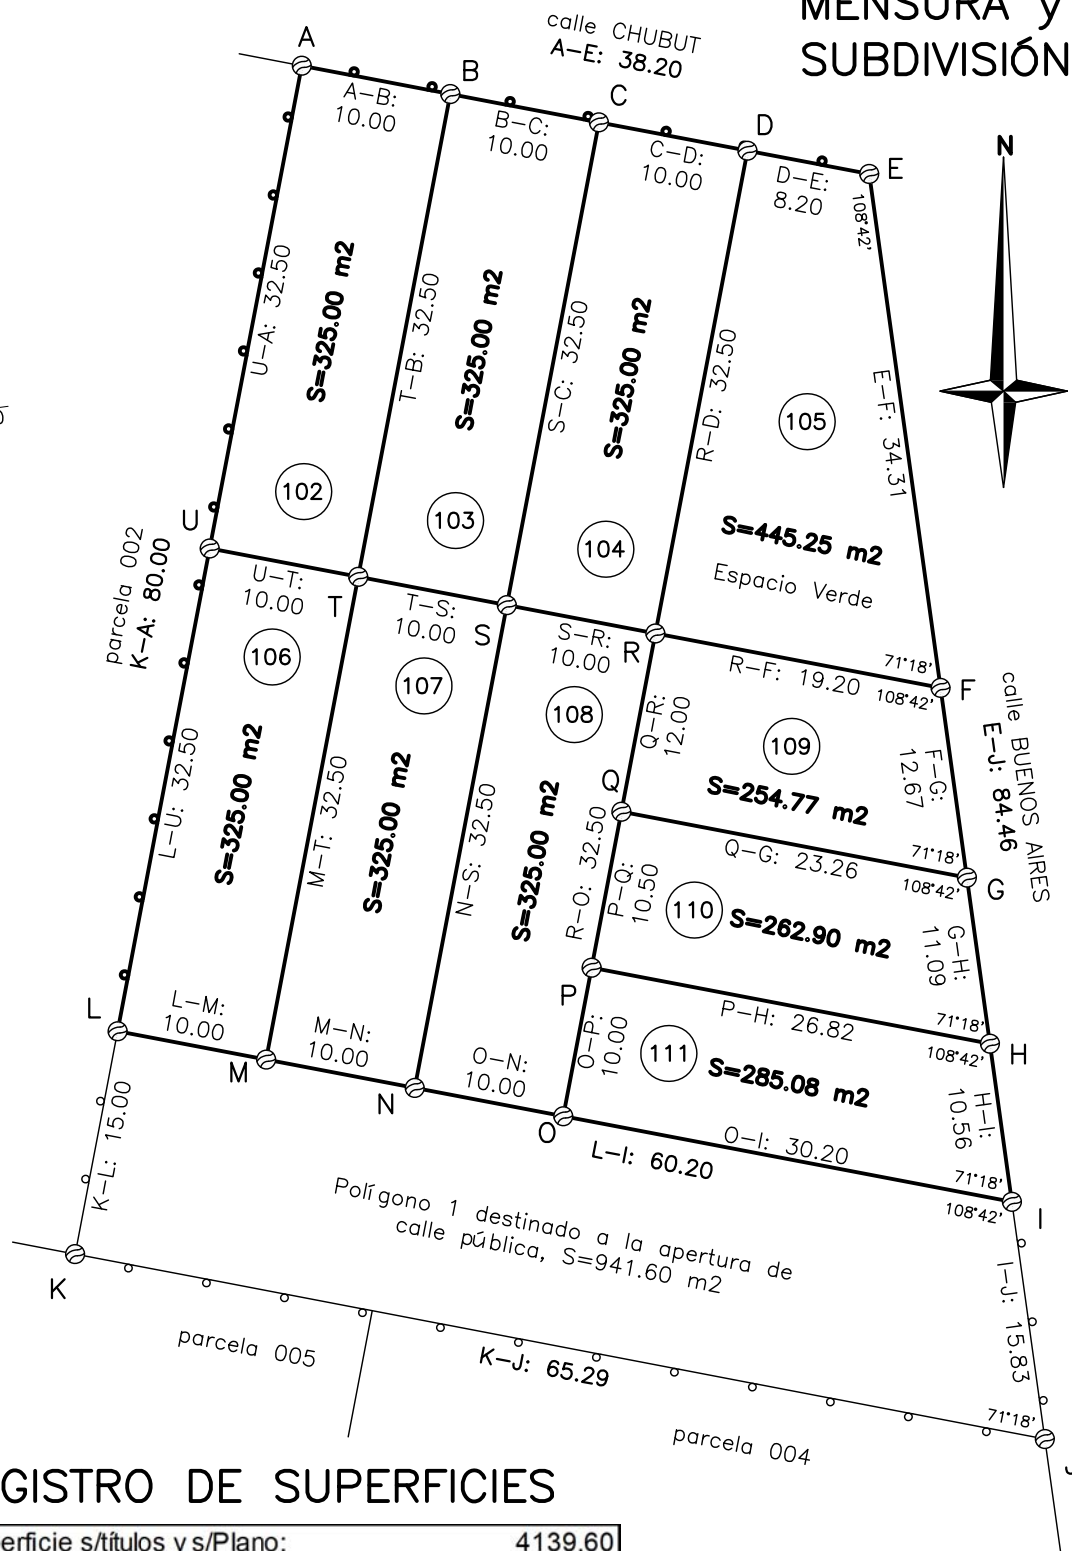 MENSURA y
SUBDIVISIÓN
calle CHUBUT
A-E: 38.20
A
B
C
D
E
A-B:
10.00
B-C:
10.00
C-D:
10.00
D-E:
8.20
N
108°42'
U-A: 32.50
S=325.00 m2
T-B: 32.50
S=325.00 m2
S-C: 32.50
S=325.00 m2
R-D: 32.50
E-F: 34.31
105
102
103
104
S=445.25 m2
Espacio Verde
parcela 002
K-A: 80.00
U
T
S
R
F
U-T:
10.00
T-S:
10.00
S-R:
10.00
R-F: 19.20
71°18'
108°42'
106
107
108
109
Q-R:
12.00
F-G:
12.67
calle BUENOS AIRES
E-J: 84.46
S=254.77 m2
L-U: 32.50
S=325.00 m2
M-T: 32.50
S=325.00 m2
N-S: 32.50
S=325.00 m2
R-O: 32.50
Q
Q-G: 23.26
71°18'
108°42'
G
P-Q:
10.50
110
S=262.90 m2
G-H:
11.09
P
P-H: 26.82
71°18'
108°42'
H
L
L-M:
10.00
M-N:
10.00
O-N:
10.00
O-P:
10.00
111
S=285.08 m2
H-I:
10.56
M
N
O
O-I: 30.20
L-I: 60.20
71°18'
108°42'
I
K-L: 15.00
Polígono 1 destinado a la apertura de
calle pública, S=941.60 m2
I-J: 15.83
K
parcela 005
K-J: 65.29
71°18'
parcela 004
GISTRO DE SUPERFICIES
erficie s/títulos y s/Plano: 4139.60